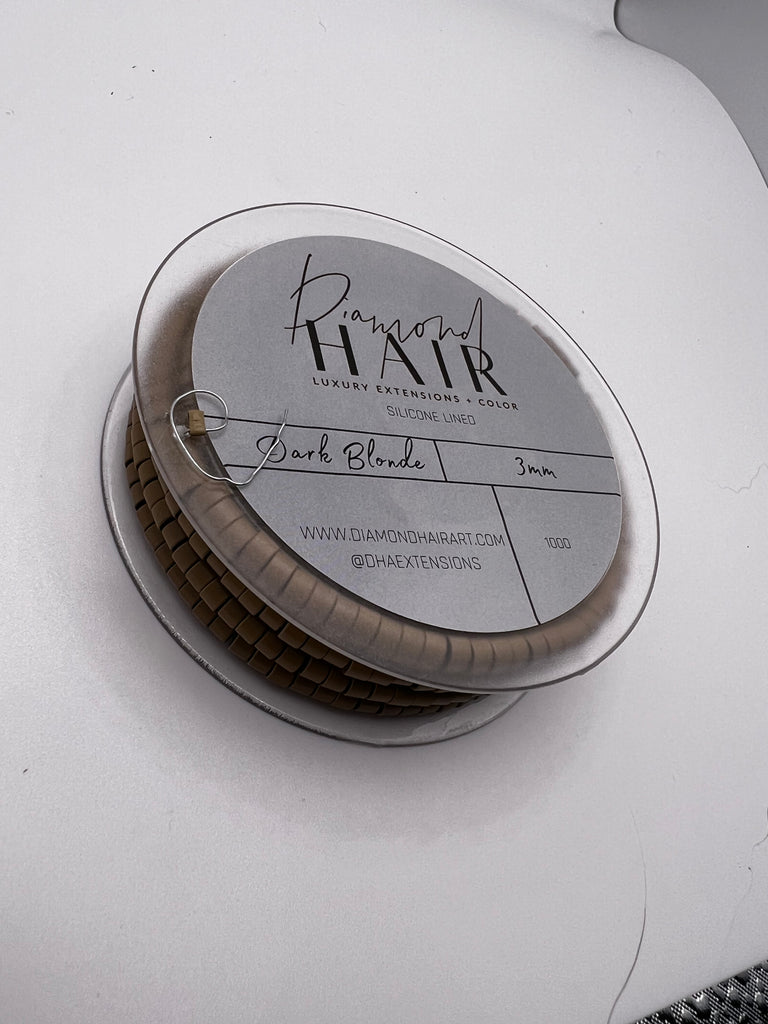 Diamond
HAIR
LUXURY EXTENSIONS + COLOR
SILICONE LINED
Dark Blonde 3mm
WWW.DIAMONDHAIRART.COM 1000
@DHAEXTENSIONS